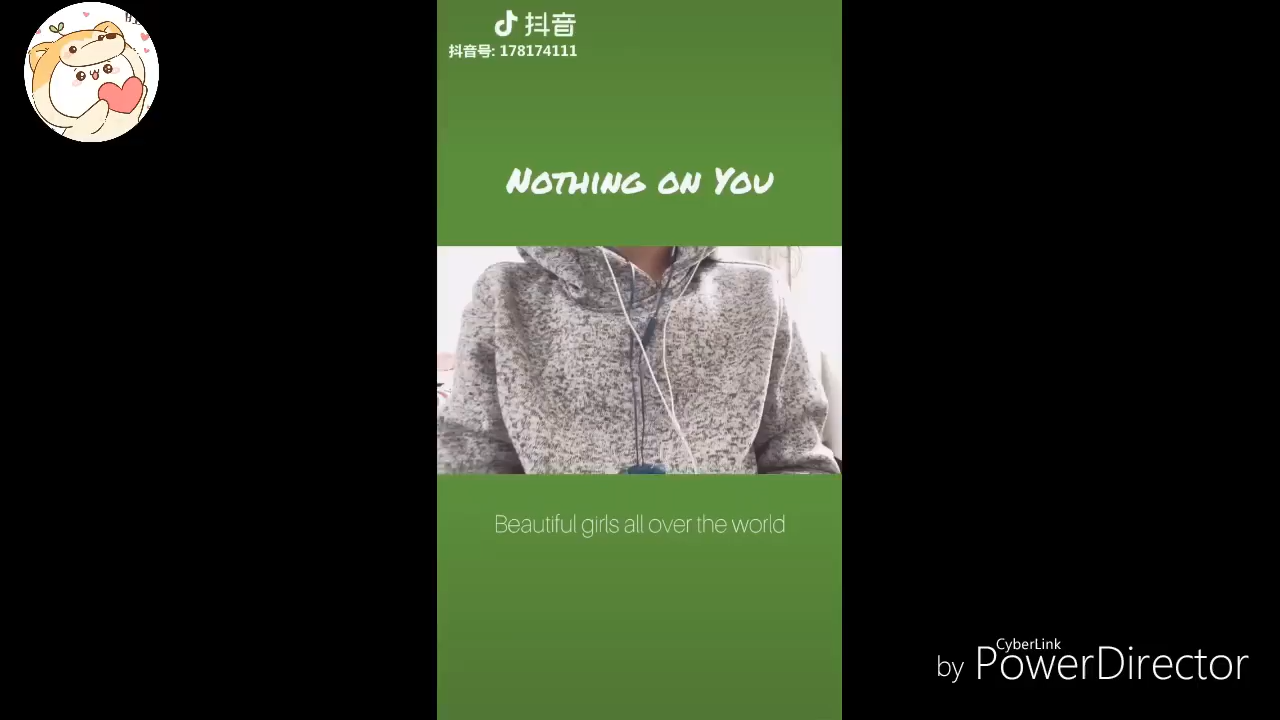 抖音
抖音号: 178174111
Nothing on You
Beautiful girls all over the world
CyberLink
by PowerDirector